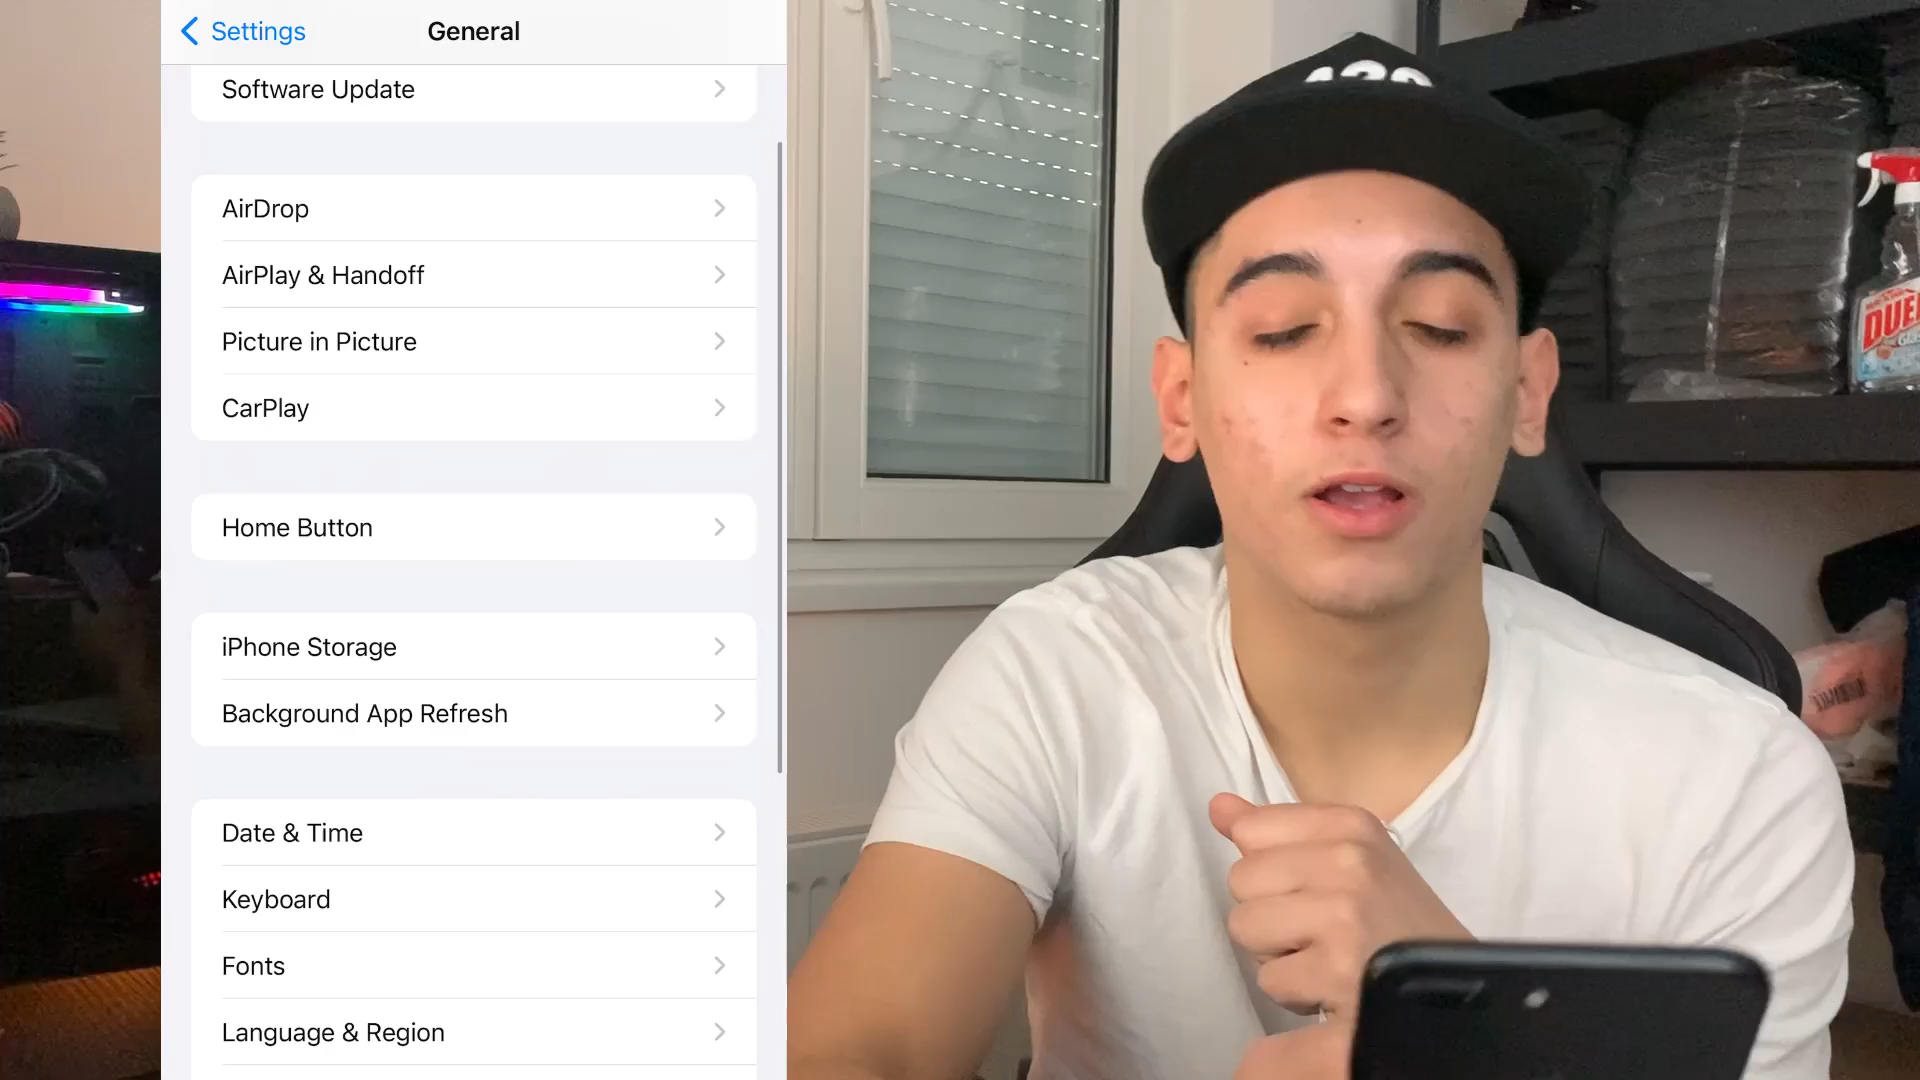 Settings
General
Software Update
AirDrop
AirPlay & Handoff
Picture in Picture
CarPlay
Home Button
iPhone Storage
Background App Refresh
Date & Time
Keyboard
Fonts
Language & Region